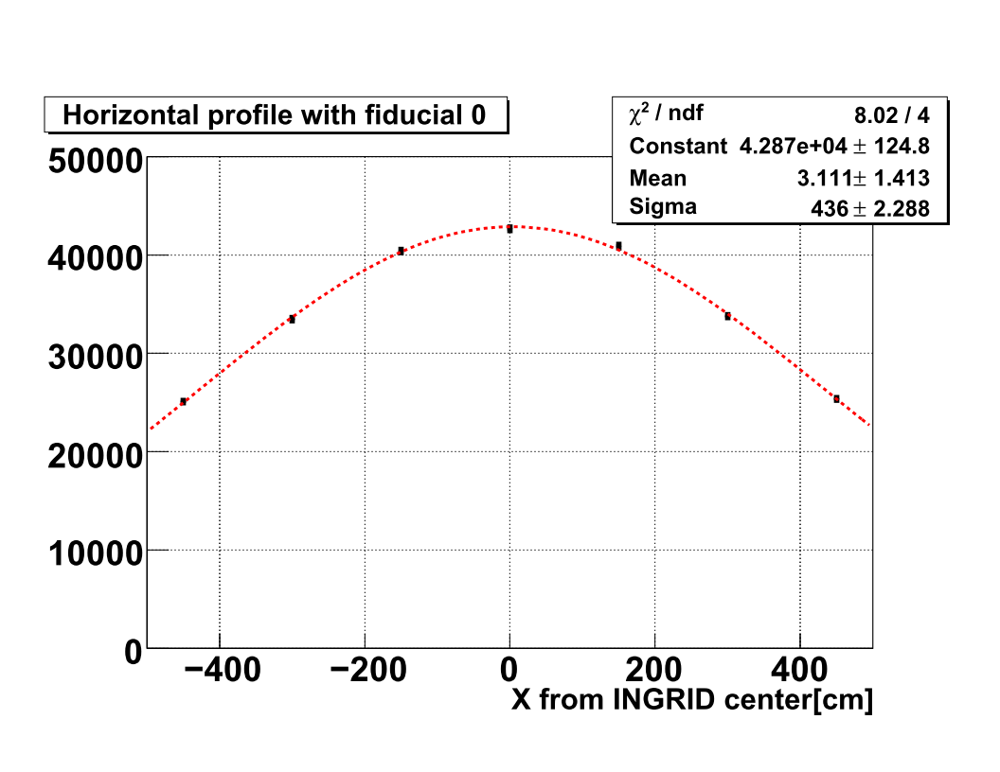 Horizontal profile with fiducial 0
χ² / ndf 8.02 / 4
Constant 4.287e+04 ± 124.8
Mean 3.111± 1.413
Sigma 436 ± 2.288
50000
40000
30000
20000
10000
0
−400 −200 0 200 400
X from INGRID center[cm]